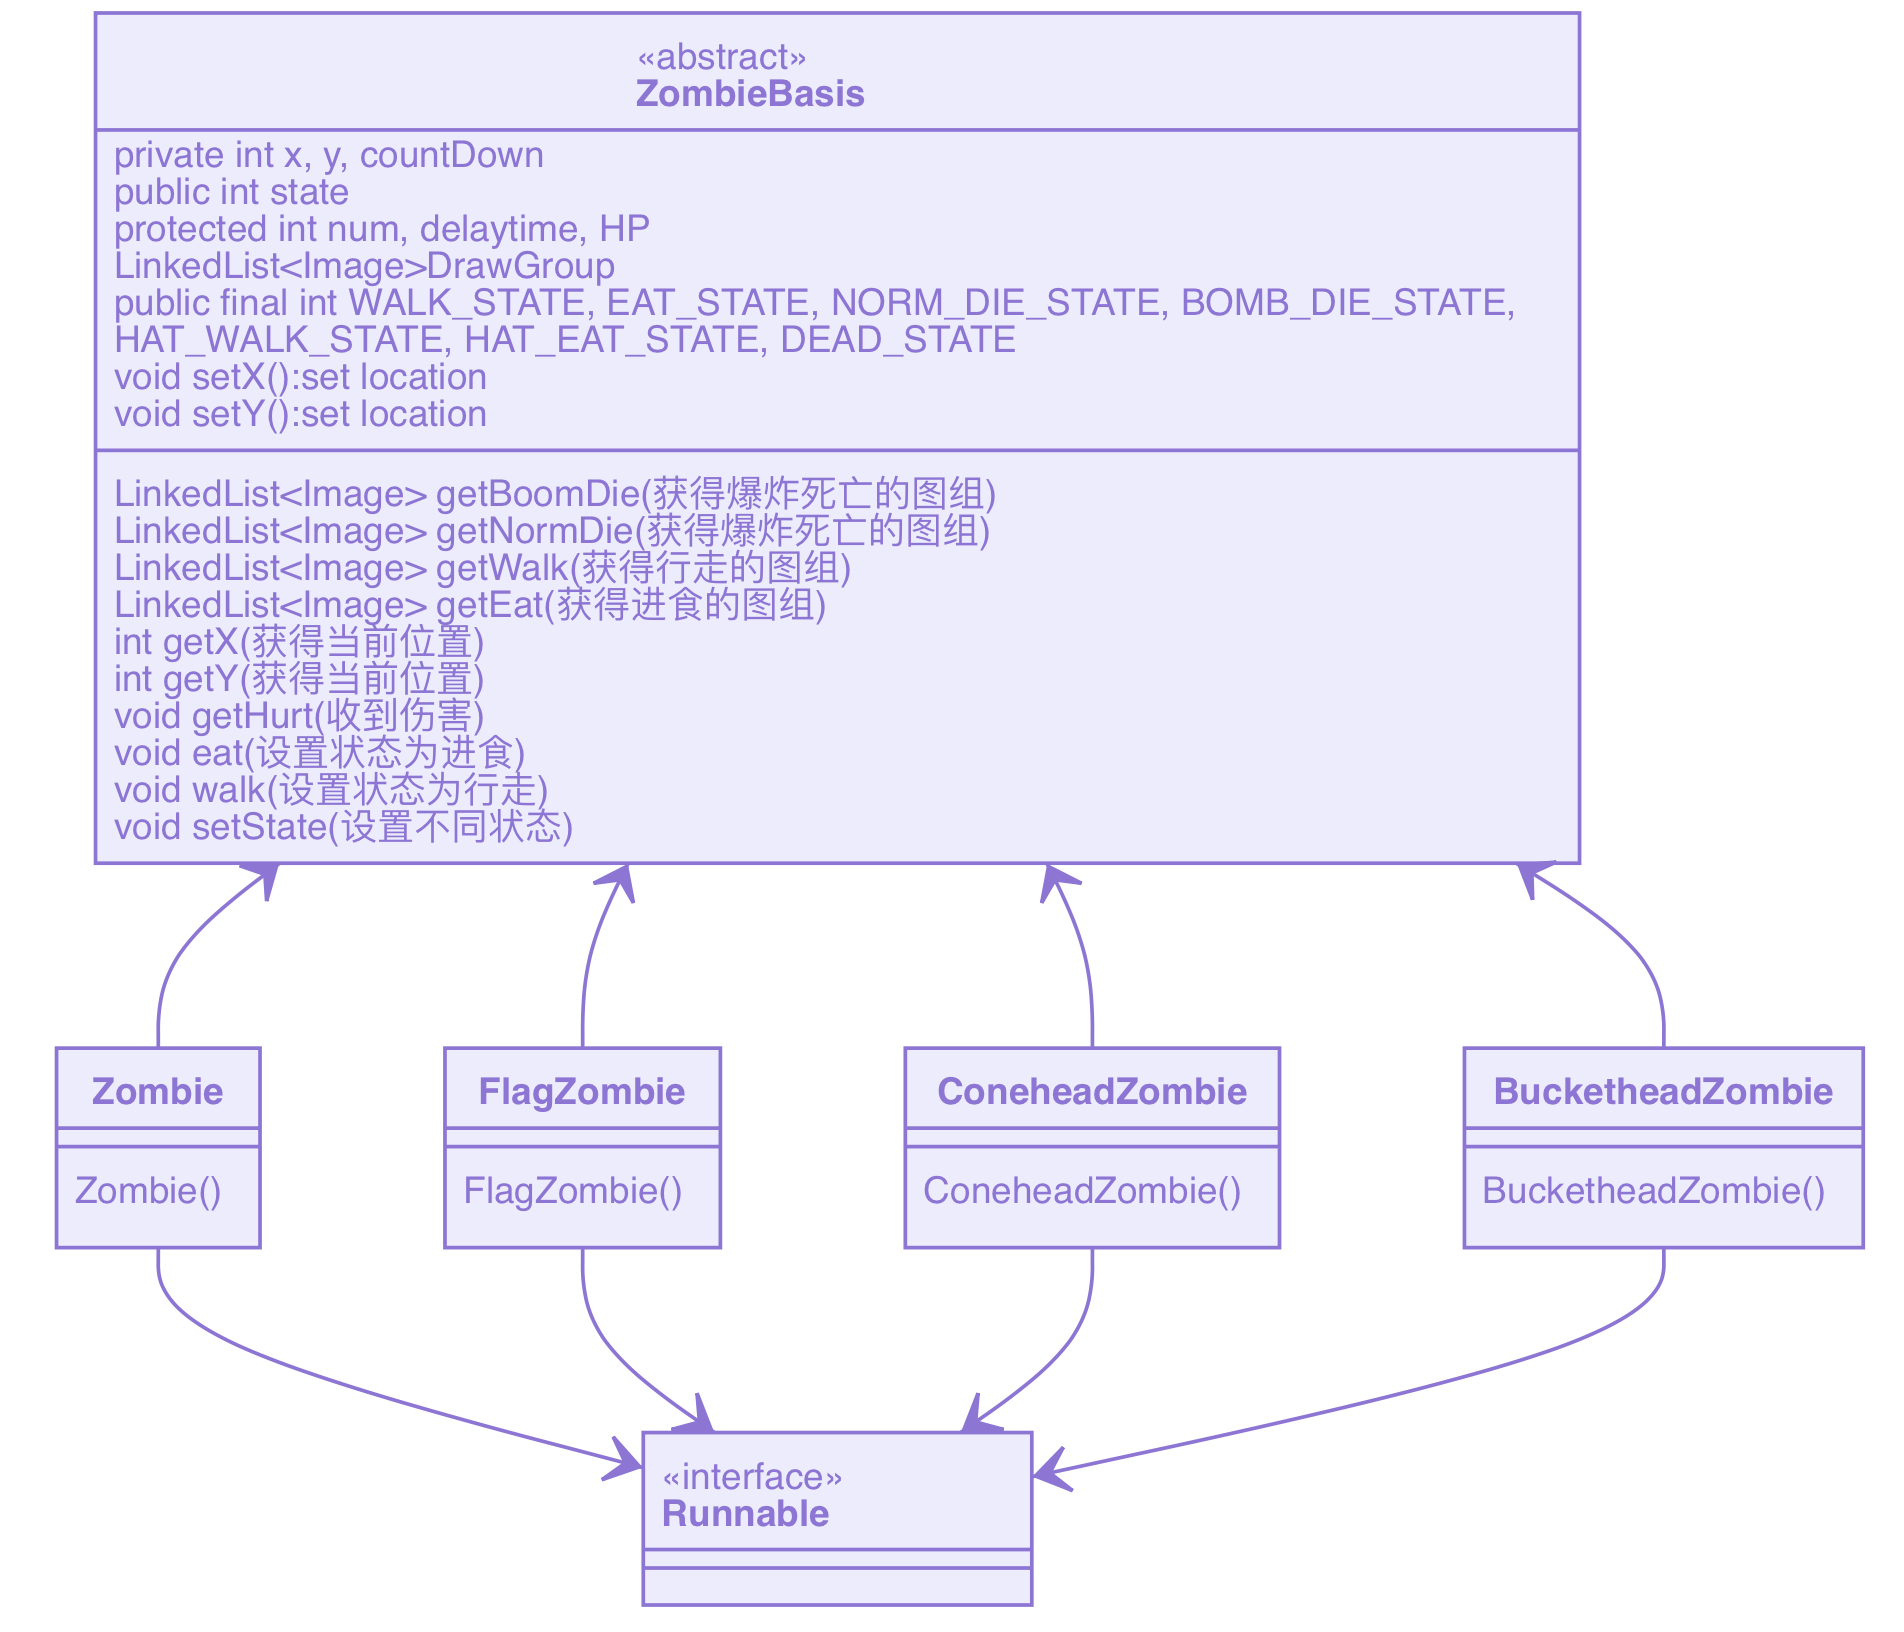 «abstract»
ZombieBasis
private int x, y, countDown
public int state
protected int num, delaytime, HP
LinkedList<Image>DrawGroup
public final int WALK_STATE, EAT_STATE, NORM_DIE_STATE, BOMB_DIE_STATE,
HAT_WALK_STATE, HAT_EAT_STATE, DEAD_STATE
void setX():set location
void setY():set location
LinkedList<Image> getBoomDie(获得爆炸死亡的图组)
LinkedList<Image> getNormDie(获得爆炸死亡的图组)
LinkedList<Image> getWalk(获得行走的图组)
LinkedList<Image> getEat(获得进食的图组)
int getX(获得当前位置)
int getY(获得当前位置)
void getHurt(收到伤害)
void eat(设置状态为进食)
void walk(设置状态为行走)
void setState(设置不同状态)
Zombie
Zombie()
FlagZombie
FlagZombie()
ConeheadZombie
ConeheadZombie()
BucketheadZombie
BucketheadZombie()
«interface»
Runnable